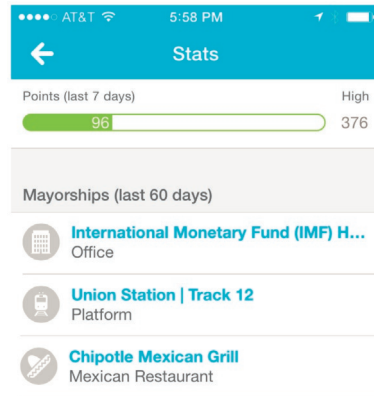 AT&T 5:58 PM
Stats
Points (last 7 days) High
96 376
Mayorships (last 60 days)
International Monetary Fund (IMF) H...
Office
Union Station | Track 12
Platform
Chipotle Mexican Grill
Mexican Restaurant